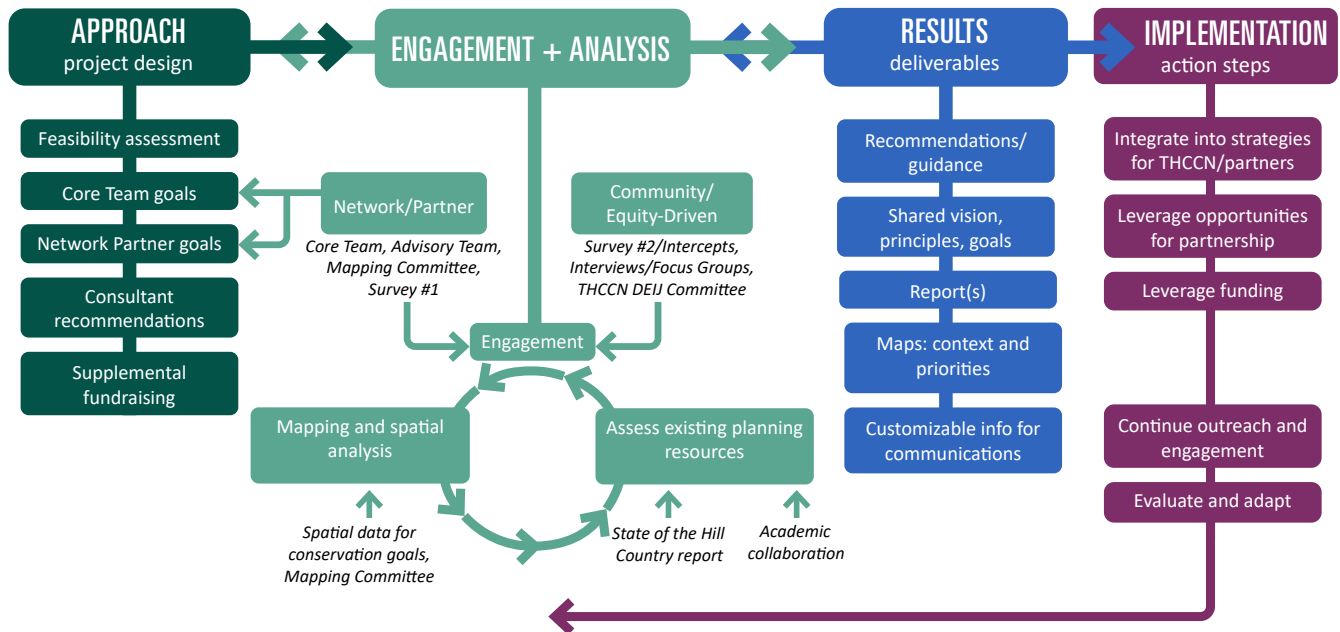 APPROACH
project design
Feasibility assessment
Core Team goals
Network Partner goals
Consultant
recommendations
Supplemental
fundraising
ENGAGEMENT + ANALYSIS
Network/Partner
Core Team, Advisory Team,
Mapping Committee,
Survey #1
Community/
Equity-Driven
Survey #2/Intercepts,
Interviews/Focus Groups,
THCCN DEIJ Committee
Engagement
Mapping and spatial
analysis
Spatial data for
conservation goals,
Mapping Committee
Assess existing planning
resources
State of the Hill
Country report
Academic
collaboration
RESULTS
deliverables
Recommendations/
guidance
Shared vision,
principles, goals
Report(s)
Maps: context and
priorities
Customizable info for
communications
IMPLEMENTATION
action steps
Integrate into strategies
for THCCN/partners
Leverage opportunities
for partnership
Leverage funding
Continue outreach and
engagement
Evaluate and adapt